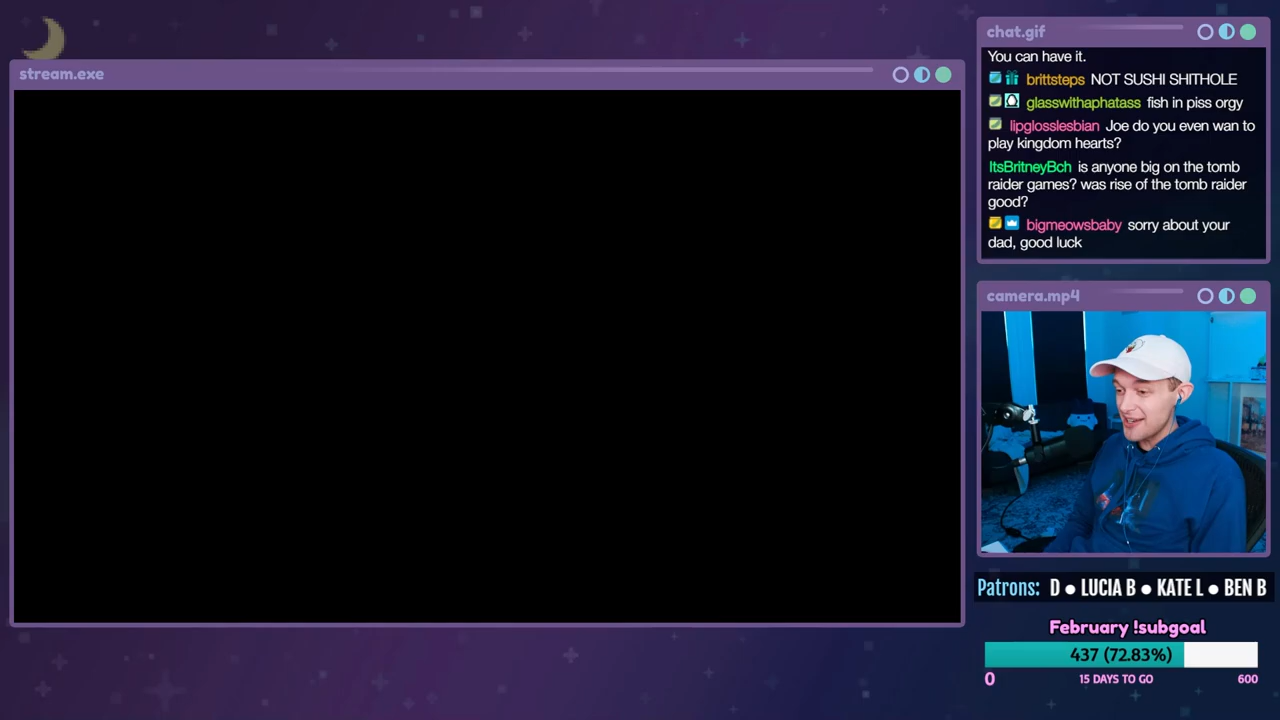 stream.exe
chat.gif
You can have it.
brittsteps NOT SUSHI SHITHOLE
glasswithaphatass fish in piss orgy
lipglosslesbian Joe do you even wan to
play kingdom hearts?
ItsBritneyBch is anyone big on the tomb
raider games? was rise of the tomb raider
good?
bigmeowsbaby sorry about your
dad, good luck
camera.mp4
Patrons: D ● LUCIA B ● KATE L ● BEN B
February !subgoal
437 (72.83%)
0 15 DAYS TO GO 600